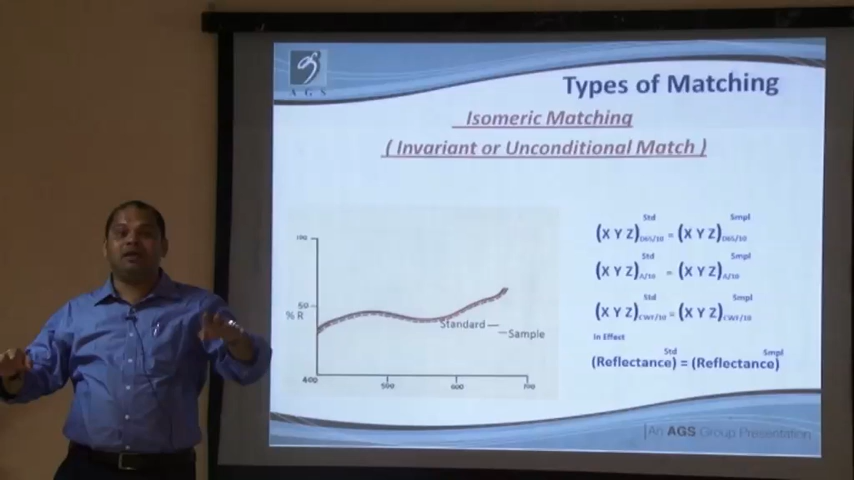 A G S
Types of Matching
Isomeric Matching
( Invariant or Unconditional Match )
100
50
% R
400
500
600
700
Standard
Sample
Std Smpl
(X Y Z)D65/10 = (X Y Z)D65/10
Std Smpl
(X Y Z)A/10 = (X Y Z)A/10
Std Smpl
(X Y Z)CWF/10 = (X Y Z)CWF/10
In Effect
Std Smpl
(Reflectance) = (Reflectance)
An AGS Group Presentation